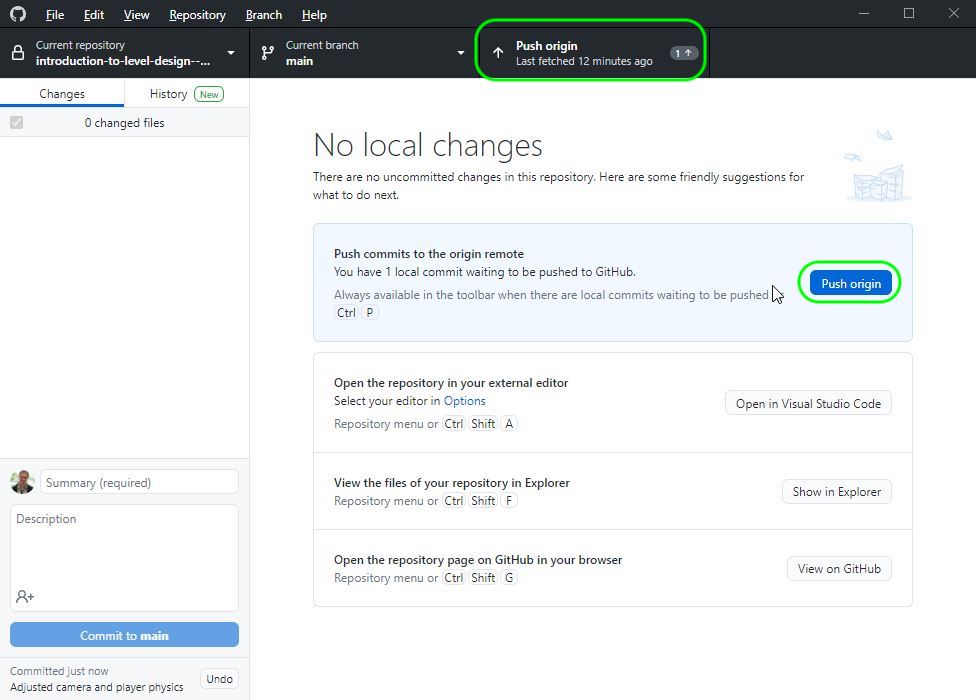 File Edit View Repository Branch Help
Current repository
introduction-to-level-design--...
Current branch
main
Push origin
Last fetched 12 minutes ago
1
Changes
History New
0 changed files
No local changes
There are no uncommitted changes in this repository. Here are some friendly suggestions for
what to do next.
Push commits to the origin remote
You have 1 local commit waiting to be pushed to GitHub.
Always available in the toolbar when there are local commits waiting to be pushed
Ctrl P
Push origin
Open the repository in your external editor
Select your editor in Options
Repository menu or Ctrl Shift A
Open in Visual Studio Code
View the files of your repository in Explorer
Repository menu or Ctrl Shift F
Show in Explorer
Open the repository page on GitHub in your browser
Repository menu or Ctrl Shift G
View on GitHub
Summary (required)
Description
Commit to main
Committed just now
Adjusted camera and player physics
Undo